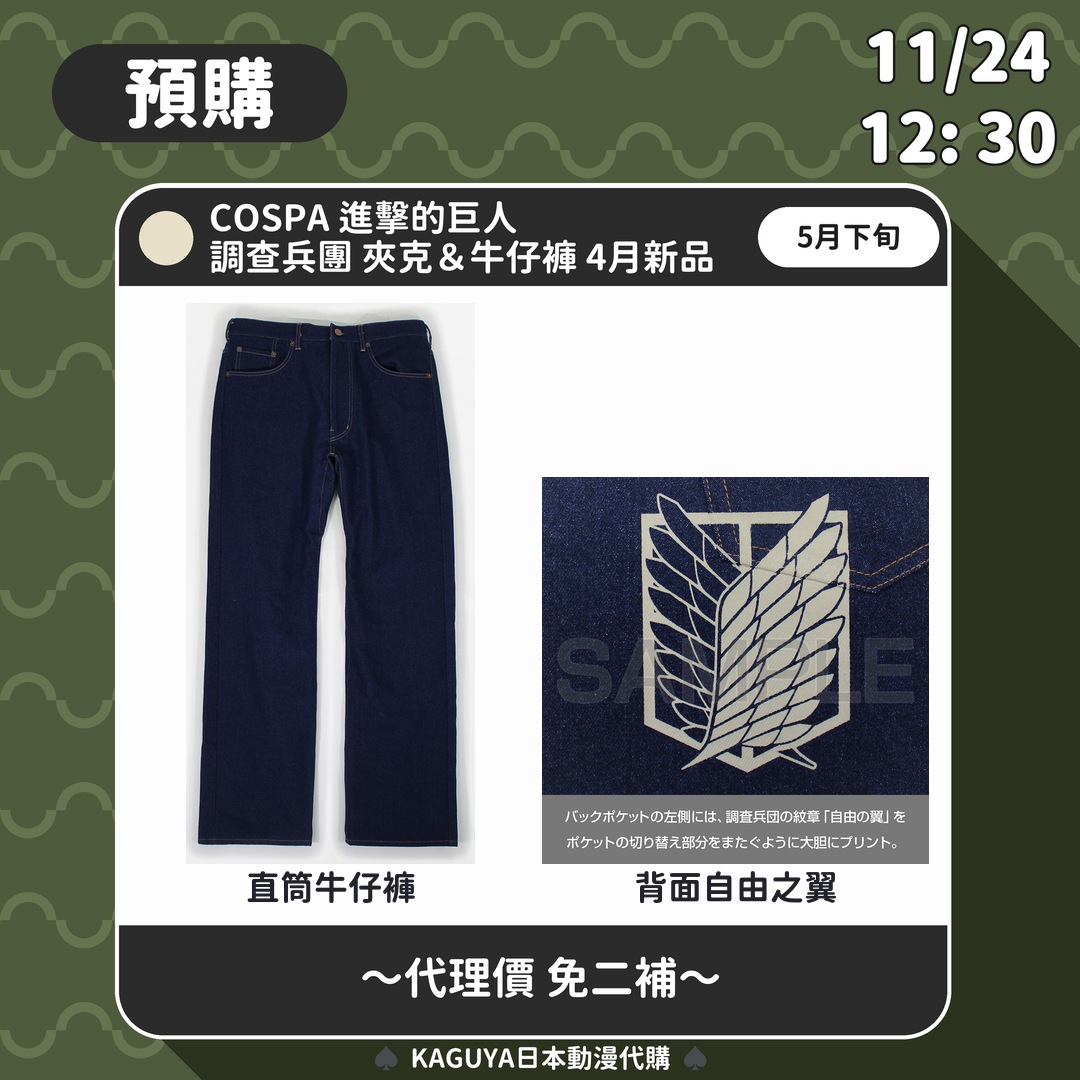 預購
11/24
12: 30
COSPA 進擊的巨人
調查兵團 夾克＆牛仔褲 4月新品
5月下旬
SAMPLE
バックポケットの左側には、調査兵団の紋章「自由の翼」を
ポケットの切り替え部分をまたぐように大胆にプリント。
直筒牛仔褲
背面自由之翼
～代理價 免二補～
♠ KAGUYA日本動漫代購 ♠